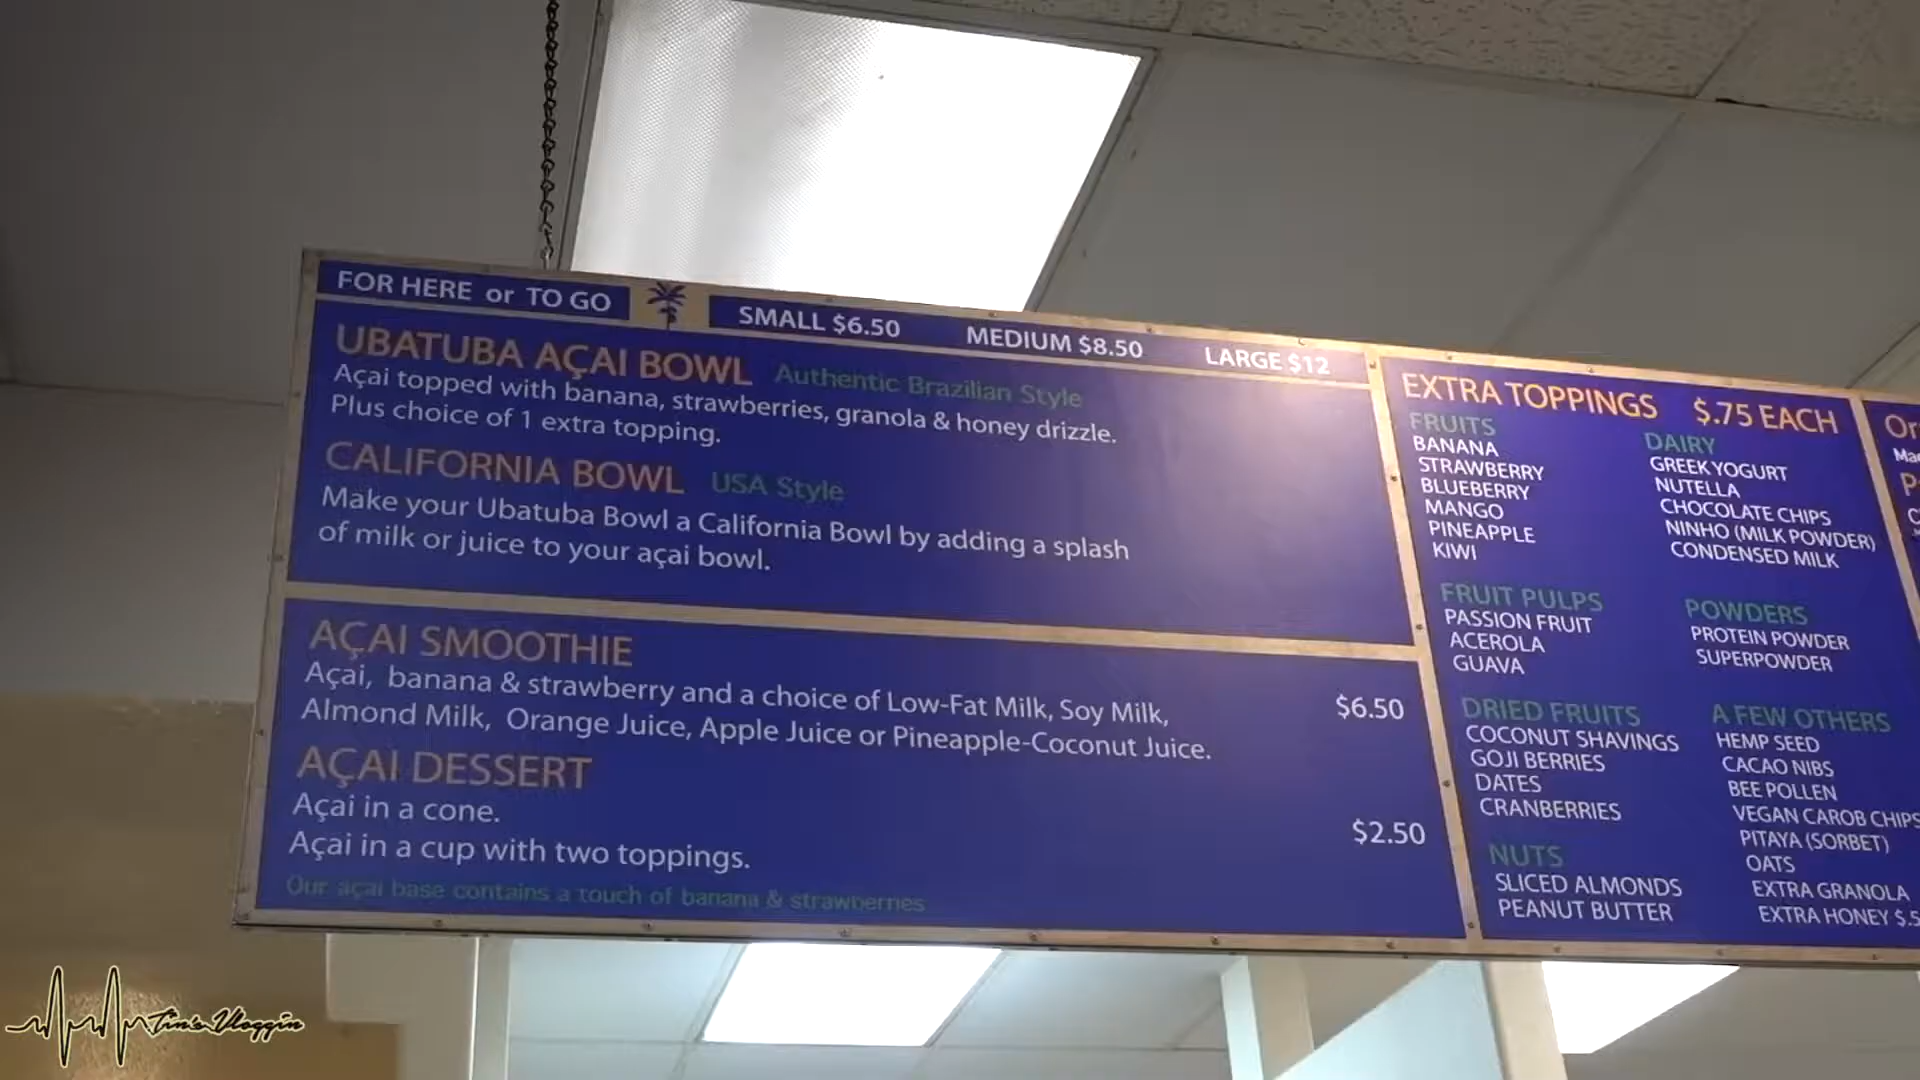 FOR HERE or TO GO
SMALL $6.50 MEDIUM $8.50 LARGE $12
UBATUBA AÇAI BOWL Authentic Brazilian Style
Açai topped with banana, strawberries, granola & honey drizzle.
Plus choice of 1 extra topping.
CALIFORNIA BOWL USA Style
Make your Ubatuba Bowl a California Bowl by adding a splash
of milk or juice to your açai bowl.
AÇAI SMOOTHIE
Açai, banana & strawberry and a choice of Low-Fat Milk, Soy Milk, $6.50
Almond Milk, Orange Juice, Apple Juice or Pineapple-Coconut Juice.
AÇAI DESSERT
Açai in a cone. $2.50
Açai in a cup with two toppings.
Our açai base contains a touch of banana & strawberries
EXTRA TOPPINGS $.75 EACH
FRUITS
BANANA
STRAWBERRY
BLUEBERRY
MANGO
PINEAPPLE
KIWI
FRUIT PULPS
PASSION FRUIT
ACEROLA
GUAVA
DRIED FRUITS
COCONUT SHAVINGS
GOJI BERRIES
DATES
CRANBERRIES
NUTS
SLICED ALMONDS
PEANUT BUTTER
DAIRY
GREEK YOGURT
NUTELLA
CHOCOLATE CHIPS
NINHO (MILK POWDER)
CONDENSED MILK
POWDERS
PROTEIN POWDER
SUPERPOWDER
A FEW OTHERS
HEMP SEED
CACAO NIBS
BEE POLLEN
VEGAN CAROB CHIPS
PITAYA (SORBET)
OATS
EXTRA GRANOLA
EXTRA HONEY $.5
Tim's Vloggin